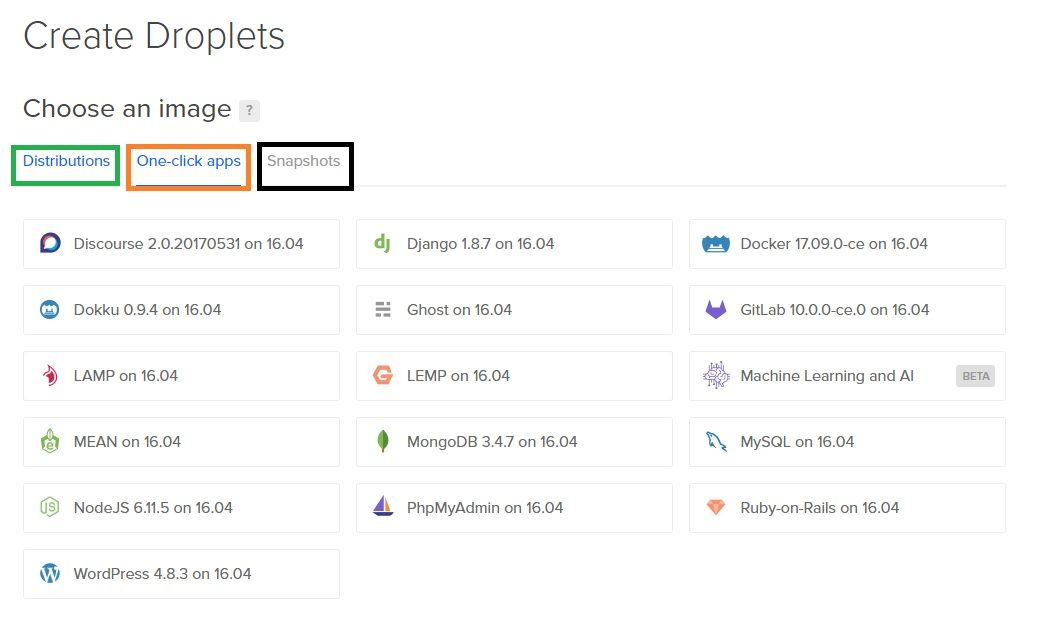 Create Droplets
Choose an image ?
Distributions One-click apps Snapshots
Discourse 2.0.20170531 on 16.04 Django 1.8.7 on 16.04 Docker 17.09.0-ce on 16.04
Dokku 0.9.4 on 16.04 Ghost on 16.04 GitLab 10.0.0-ce.0 on 16.04
LAMP on 16.04 LEMP on 16.04 Machine Learning and AI BETA
MEAN on 16.04 MongoDB 3.4.7 on 16.04 MySQL on 16.04
NodeJS 6.11.5 on 16.04 PhpMyAdmin on 16.04 Ruby-on-Rails on 16.04
WordPress 4.8.3 on 16.04